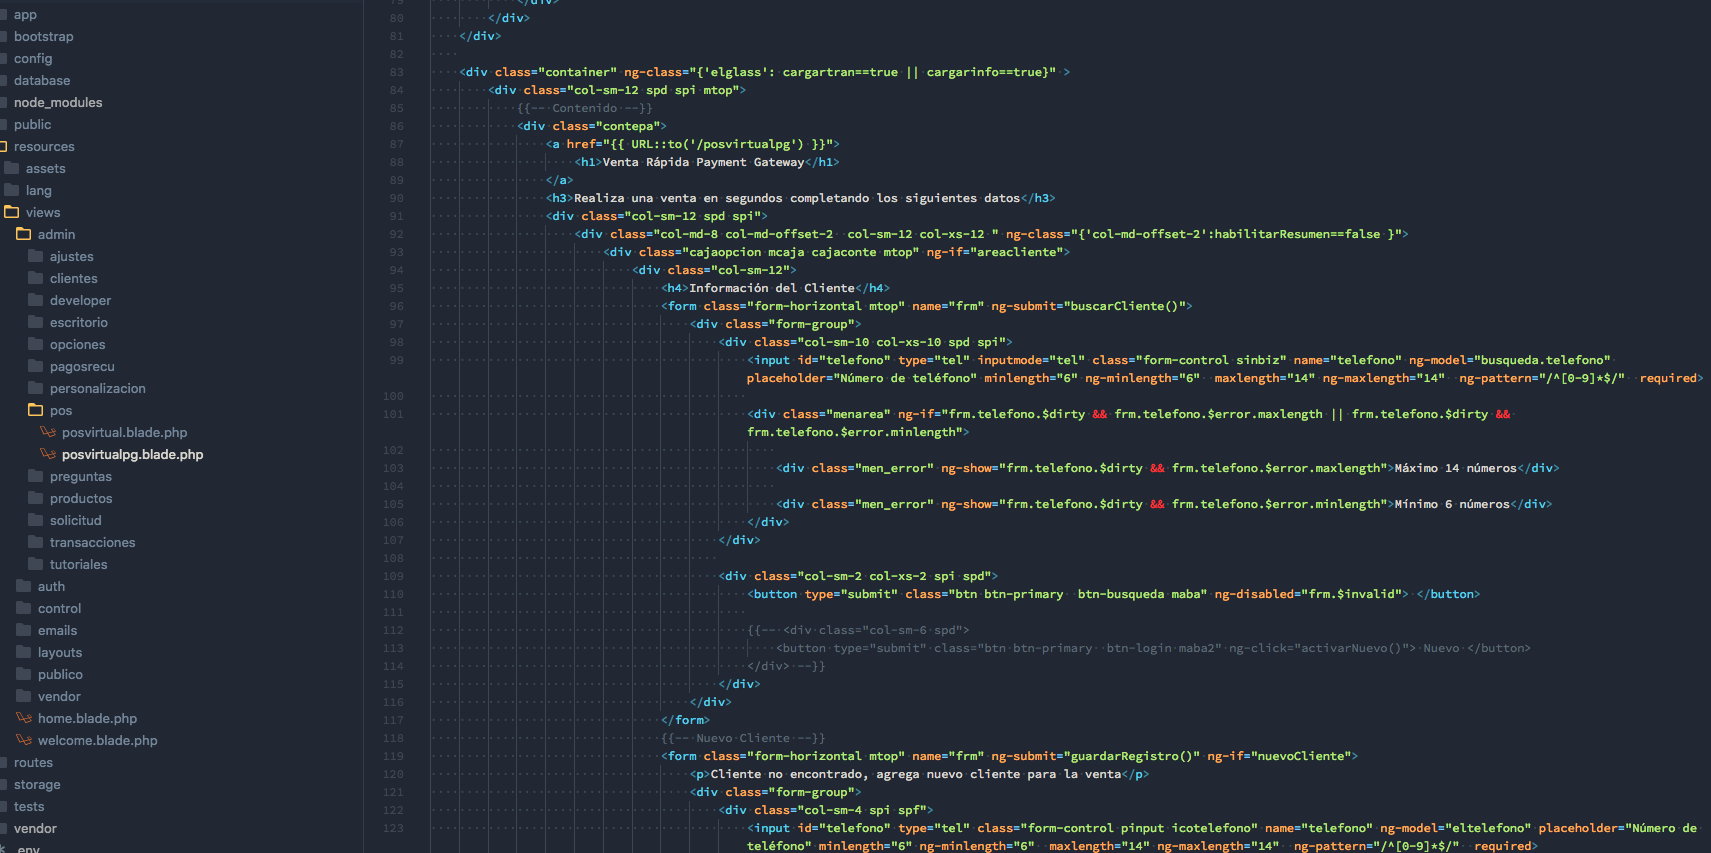 app
bootstrap
config
database
node_modules
public
resources
assets
lang
views
admin
ajustes
clientes
developer
escritorio
opciones
pagosrecu
personalizacion
pos
posvirtual.blade.php
posvirtualpg.blade.php
preguntas
productos
solicitud
transacciones
tutoriales
auth
control
emails
layouts
publico
vendor
home.blade.php
welcome.blade.php
routes
storage
tests
vendor
.env
79 </div>
80 </div>
81 </div>
82
83 <div class="container" ng-class="{'elglass': cargartran==true || cargarinfo==true}" >
84 <div class="col-sm-12 spd spi mtop">
85 {{-- Contenido --}}
86 <div class="contepa">
87 <a href="{{ URL::to('/posvirtualpg') }}">
88 <h1>Venta Rápida Payment Gateway</h1>
89 </a>
90 <h3>Realiza una venta en segundos completando los siguientes datos</h3>
91 <div class="col-sm-12 spd spi">
92 <div class="col-md-8 col-md-offset-2  col-sm-12 col-xs-12 " ng-class="{'col-md-offset-2':habilitarResumen==false }">
93 <div class="cajaopcion mcaja cajaconte mtop" ng-if="areacliente">
94 <div class="col-sm-12">
95 <h4>Información del Cliente</h4>
96 <form class="form-horizontal mtop" name="frm" ng-submit="buscarCliente()">
97 <div class="form-group">
98 <div class="col-sm-10 col-xs-10 spd spi">
99 <input id="telefono" type="tel" inputmode="tel" class="form-control sinbiz" name="telefono" ng-model="busqueda.telefono"
placeholder="Número de teléfono" minlength="6" ng-minlength="6"  maxlength="14" ng-maxlength="14"  ng-pattern="/^[0-9]*$/"  required>
100
101 <div class="menarea" ng-if="frm.telefono.$dirty && frm.telefono.$error.maxlength || frm.telefono.$dirty &&
frm.telefono.$error.minlength">
102
103 <div class="men_error" ng-show="frm.telefono.$dirty && frm.telefono.$error.maxlength">Máximo 14 números</div>
104
105 <div class="men_error" ng-show="frm.telefono.$dirty && frm.telefono.$error.minlength">Mínimo 6 números</div>
106 </div>
107 </div>
108
109 <div class="col-sm-2 col-xs-2 spi spd">
110 <button type="submit" class="btn btn-primary  btn-busqueda maba" ng-disabled="frm.$invalid"> </button>
111
112 {{-- <div class="col-sm-6 spd">
113 <button type="submit" class="btn btn-primary  btn-login maba2" ng-click="activarNuevo()"> Nuevo </button>
114 </div> --}}
115 </div>
116 </div>
117 </form>
118 {{-- Nuevo Cliente --}}
119 <form class="form-horizontal mtop" name="frm" ng-submit="guardarRegistro()" ng-if="nuevoCliente">
120 <p>Cliente no encontrado, agrega nuevo cliente para la venta</p>
121 <div class="form-group">
122 <div class="col-sm-4 spi spf">
123 <input id="telefono" type="tel" class="form-control pinput icotelefono" name="telefono" ng-model="eltelefono" placeholder="Número de
teléfono" minlength="6" ng-minlength="6"  maxlength="14" ng-maxlength="14"  ng-pattern="/^[0-9]*$/"  required>